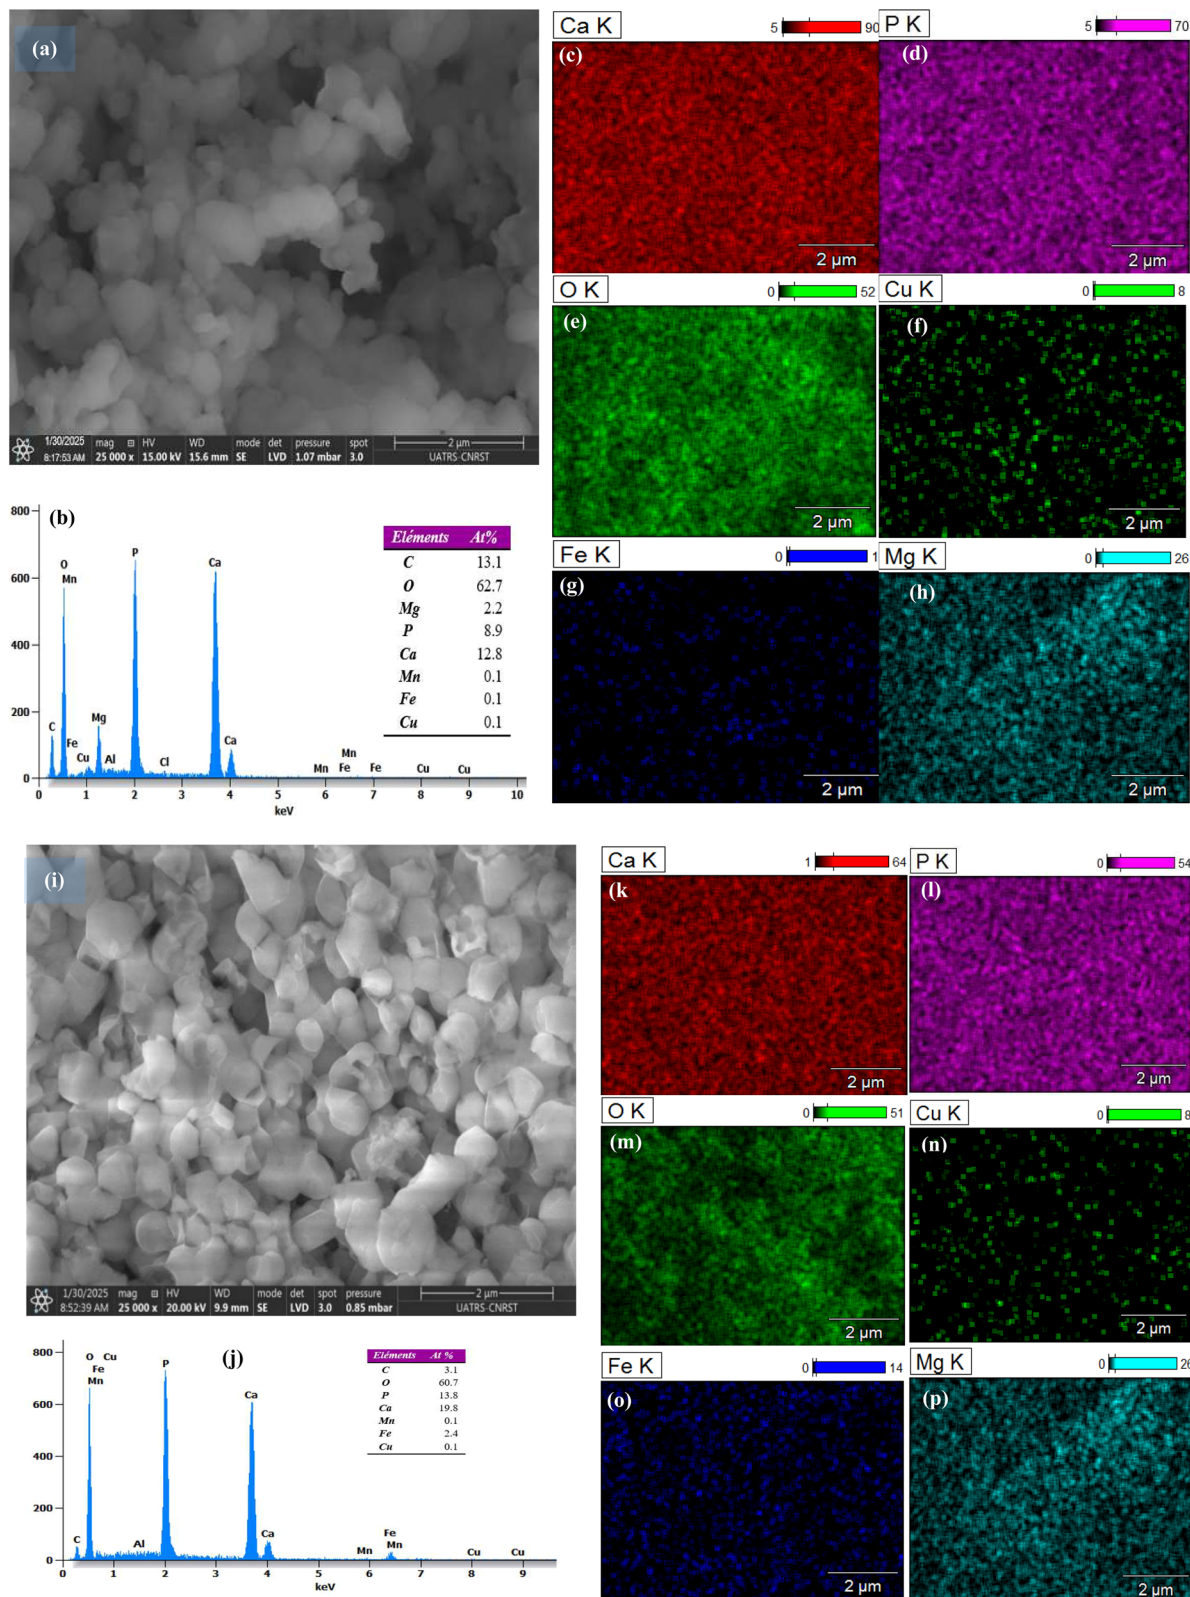 (a)
1/30/2025 mag HV WD mode det pressure spot 2 μm
8:17:53 AM 25 000 x 15.00 kV 15.6 mm SE LVD 1.07 mbar 3.0 UATRS-CNRST
Ca K 5 90
(c)
2 μm
P K 5 70
(d)
2 μm
O K 0 52
(e)
2 μm
Cu K 0 8
(f)
2 μm
Fe K 0 1
(g)
2 μm
Mg K 0 26
(h)
2 μm
(b)
800
600
400
200
0
0 1 2 3 4 5 6 7 8 9 10
keV
C
O
Mn
Fe
Cu
Mg
Al
P
Cl
Ca
Ca
Mn
Mn
Fe
Fe
Cu
Cu
Eléments At%
C 13.1
O 62.7
Mg 2.2
P 8.9
Ca 12.8
Mn 0.1
Fe 0.1
Cu 0.1
(i)
1/30/2025 mag HV WD mode det spot pressure 2 μm
8:52:39 AM 25 000 x 20.00 kV 9.9 mm SE LVD 3.0 0.85 mbar UATRS-CNRST
Ca K 1 64
(k)
2 μm
P K 0 54
(l)
2 μm
O K 0 51
(m)
2 μm
Cu K 0 8
(n)
2 μm
Fe K 0 14
(o)
2 μm
Mg K 0 26
(p)
2 μm
(j)
800
600
400
200
0
0 1 2 3 4 5 6 7 8 9
keV
O Cu
Fe
Mn
C
Al
P
Ca
Ca
Mn
Fe
Mn
Cu
Cu
Eléments At %
C 3.1
O 60.7
P 13.8
Ca 19.8
Mn 0.1
Fe 2.4
Cu 0.1